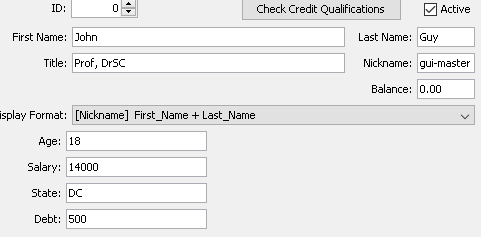 ID: 0 Check Credit Qualifications Active
First Name: John Last Name: Guy
Title: Prof, DrSC Nickname: gui-master
Balance: 0.00
isplay Format: [Nickname] First_Name + Last_Name
Age: 18
Salary: 14000
State: DC
Debt: 500